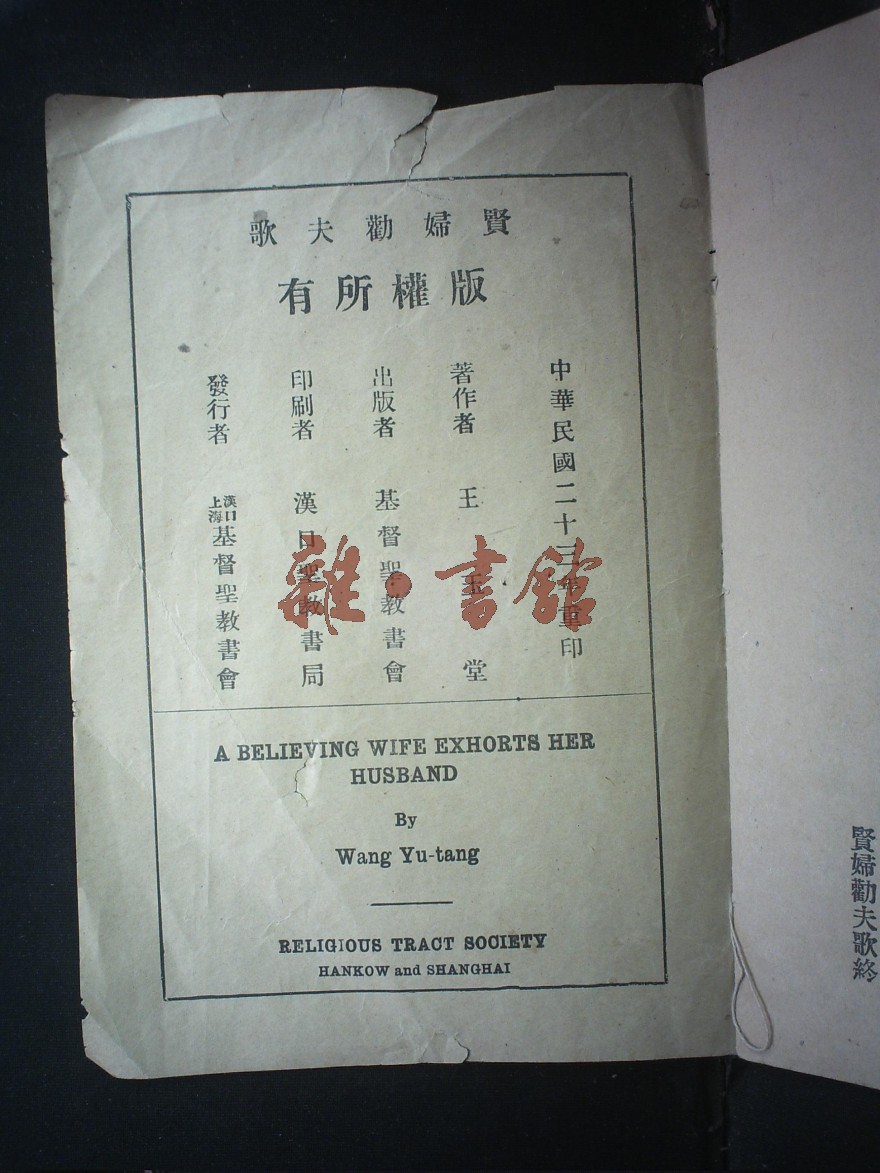 賢婦勸夫歌
版權所有
中華民國二十三年重印
著作者 王玉堂
出版者 基督聖教書會
印刷者 漢口聖教書局
發行者 漢口上海基督聖教書會
雜·書館
A BELIEVING WIFE EXHORTS HER
HUSBAND
By
Wang Yu-tang
RELIGIOUS TRACT SOCIETY
HANKOW and SHANGHAI
賢婦勸夫歌終